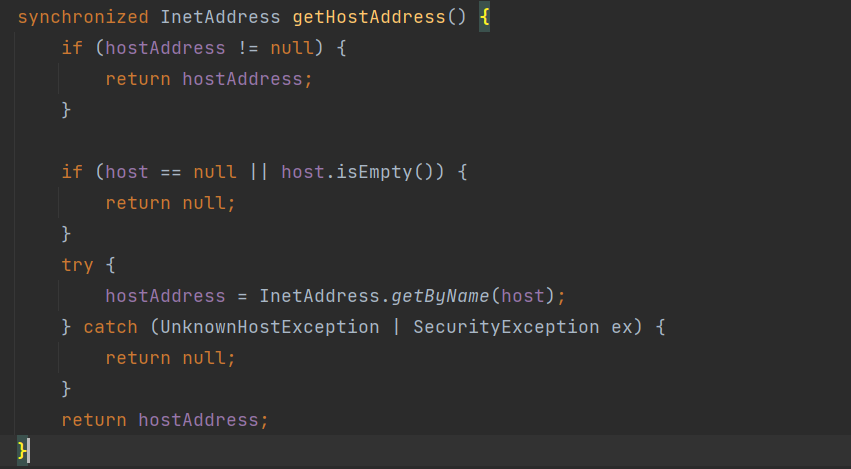 synchronized InetAddress getHostAddress() {
    if (hostAddress != null) {
        return hostAddress;
    }

    if (host == null || host.isEmpty()) {
        return null;
    }
    try {
        hostAddress = InetAddress.getByName(host);
    } catch (UnknownHostException | SecurityException ex) {
        return null;
    }
    return hostAddress;
}